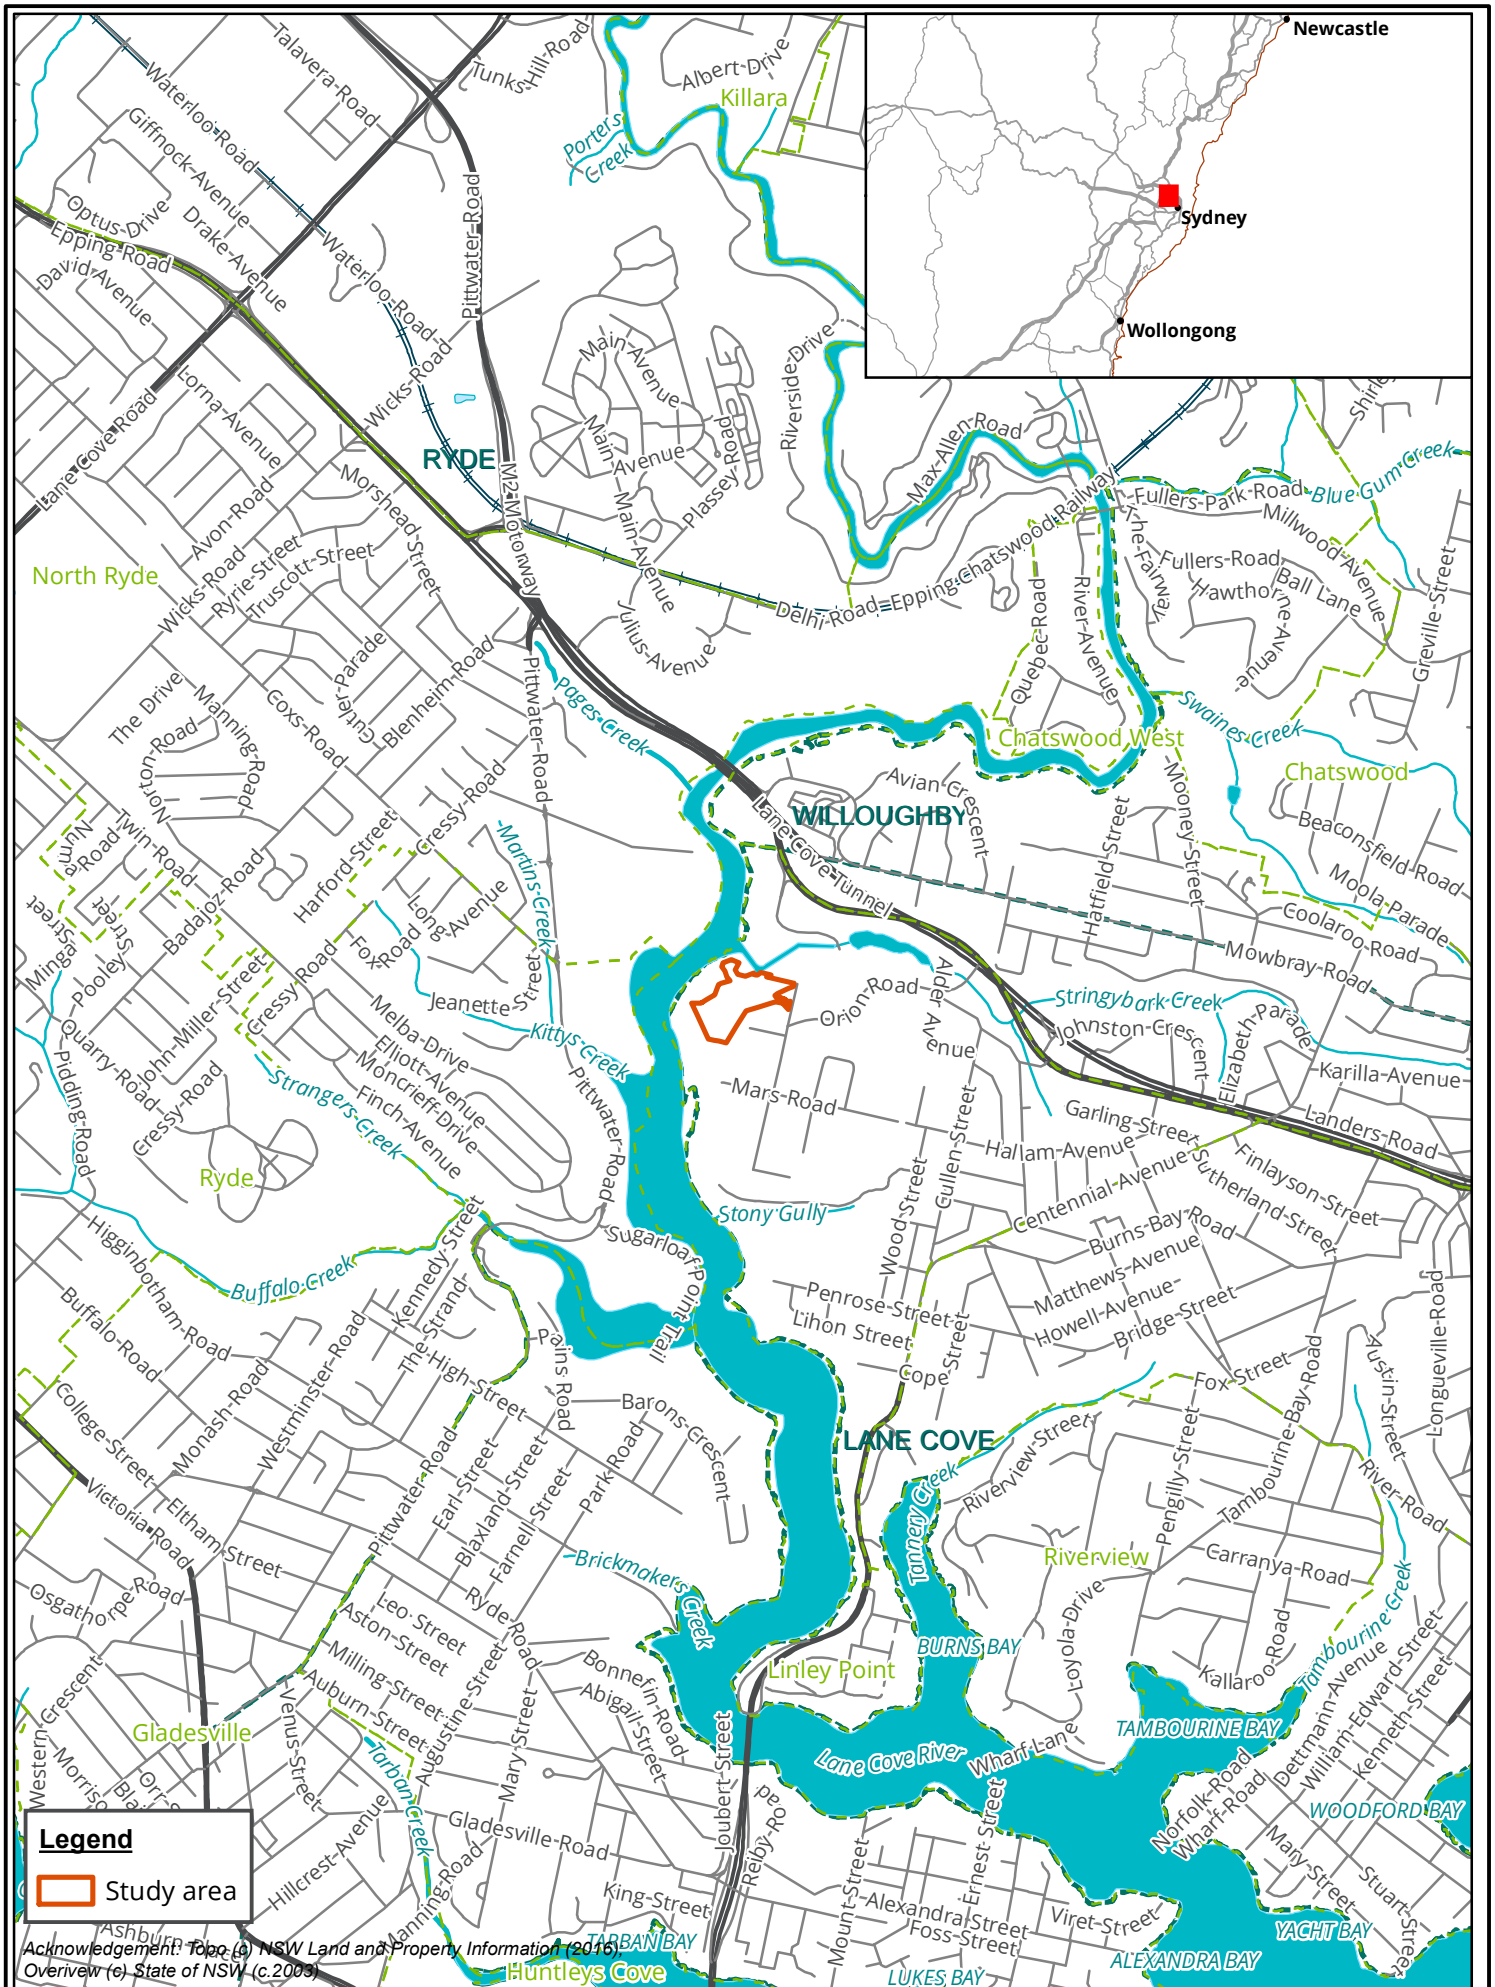 Newcastle
Sydney
Wollongong
Talavera Road
Tunks Hill Road
Albert Drive
Killara
Waterloo Road
Giffnock Avenue
Porters
Creek
Optus Drive
Drake Avenue
Epping Road
David Avenue
Waterloo Road
Pittwater Road
Main Avenue
Riverside Drive
Wicks Road
Lorna Avenue
Lane Cove Road
RYDE
Main
Avenue
Plassey Road
Max Allen Road
Shirley
Blue Gum Creek
Fullers Park Road
Millwood Avenue
Morshead Street
M2 Motorway
Avon Road
Main Avenue
Epping Chatswood Railway
The Fairway
Fullers Road
Hawthorne Avenue
Ball Lane
Greville Street
North Ryde
Wicks Road
Ryrie Street
Truscott Street
Delhi Road
Julius Avenue
Quebec Road
River Avenue
Cutler Parade
Blenheim Road
The Drive
Manning Road
Coxs Road
Norton Road
Pittwater Road
Pages Creek
Swaines Creek
Chatswood West
Chatswood
Avian Crescent
WILLOUGHBY
Lane Cove Tunnel
Hatfield Street
Mooney Street
Beaconsfield Road
Moola Parade
Coolaroo Road
Mowbray Road
Numa Road
Twin Road
Cressy Road
Harford Street
Badajoz Road
Martins Creek
Long Avenue
Fox Road
Minga Street
Pooley Street
John Miller Street
Cressy Road
Jeanette Street
Melba Drive
Kittys Creek
Orion Road
Alder Avenue
Stringybark Creek
Johnston Crescent
Elizabeth Parade
Karilla Avenue
Quarry Road
Pidding Road
Cressy Road
Strangers Creek
Elliott Avenue
Moncrieff Drive
Finch Avenue
Pittwater Road
Mars Road
Garling Street
Landers Road
Hallam Avenue
Cullen Street
Wood Street
Centennial Avenue
Sutherland Street
Finlayson Street
Ryde
Stony Gully
Burns Bay Road
Higginbotham Road
Buffalo Creek
Kennedy Street
Sugarloaf Point Trail
Matthews Avenue
Howell Avenue
Bridge Street
Penrose Street
Lihon Street
Cope Street
Buffalo Road
The Strand
Pains Road
Fox Street
Austin Street
Longueville Road
College Street
Monash Road
Westminster Road
High Street
Barons Crescent
LANE COVE
Riverview Street
Pengilly Street
Tambourine Bay Road
River Road
Victoria Road
Eltham Street
Pittwater Road
Earl Street
Blaxland Street
Farnell Street
Park Road
Tannery Creek
Riverview
Carranya Road
Osgathorpe Road
Brickmakers Creek
Leo Street
Aston Street
Ryde Road
Loyola Drive
Kallaroo Road
Tambourine Creek
BURNS BAY
Linley Point
Milling Street
Auburn Street
Augustine Street
Bonnefin Road
Abigail Street
Mary Street
Gladesville
Western Crescent
Venus Street
Morriso
Tarban Creek
Joubert Street
Lane Cove River
Wharf Lane
TAMBOURINE BAY
Dettmann Avenue
William Edward Street
Kenneth Street
Norfolk Road
Wharf Road
WOODFORD BAY
Gladesville Road
Reiby Road
Ernest Street
Mary Street
Stuart Street
Hillcrest Avenue
Manning Road
King Street
Mount Street
Alexandra Street
Foss Street
Viret Street
YACHT BAY
TARBAN BAY
ALEXANDRA BAY
Huntleys Cove
LUKES BAY
Legend
Study area
Ashburn Place
Acknowledgement: Topo (c) NSW Land and Property Information (2016);
Overivew (c) State of NSW (c.2003)